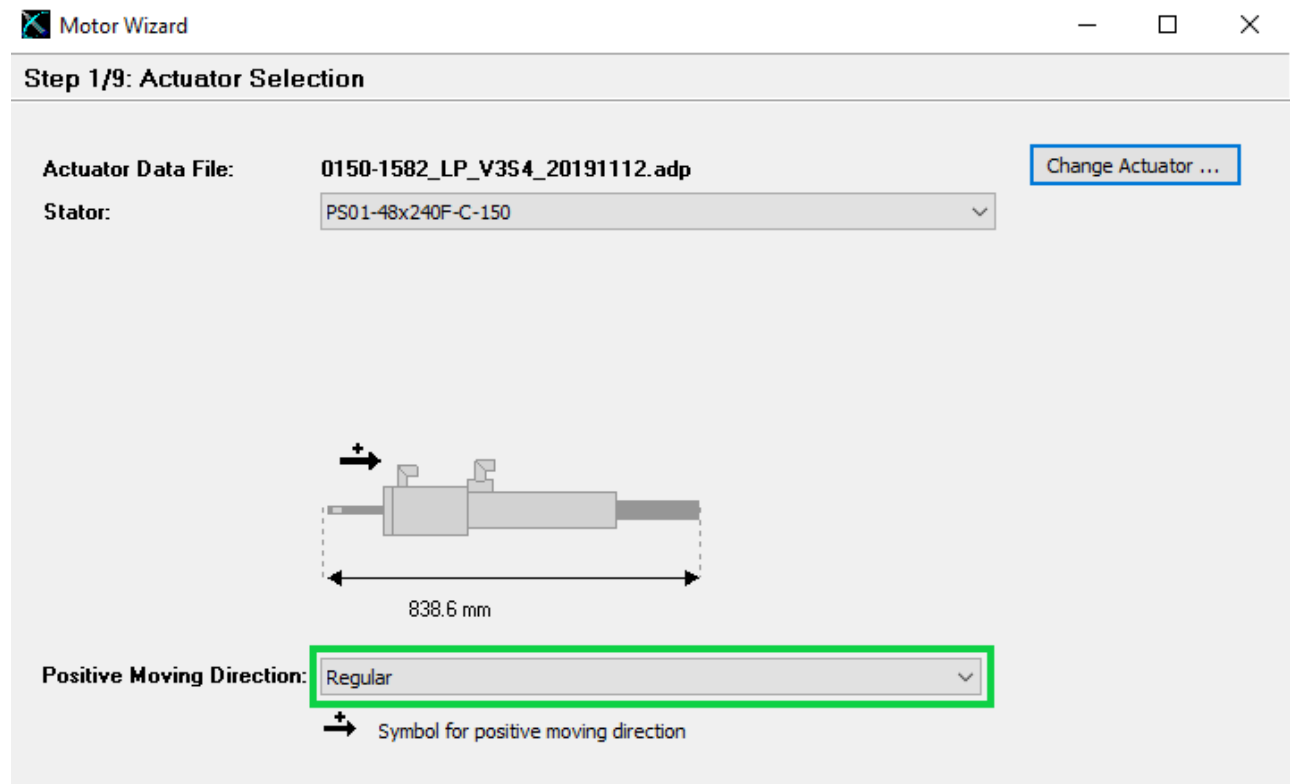 Motor Wizard
Step 1/9: Actuator Selection
Actuator Data File: 0150-1582_LP_V3S4_20191112.adp Change Actuator ...
Stator: PS01-48x240F-C-150
+
838.6 mm
Positive Moving Direction: Regular
+ Symbol for positive moving direction